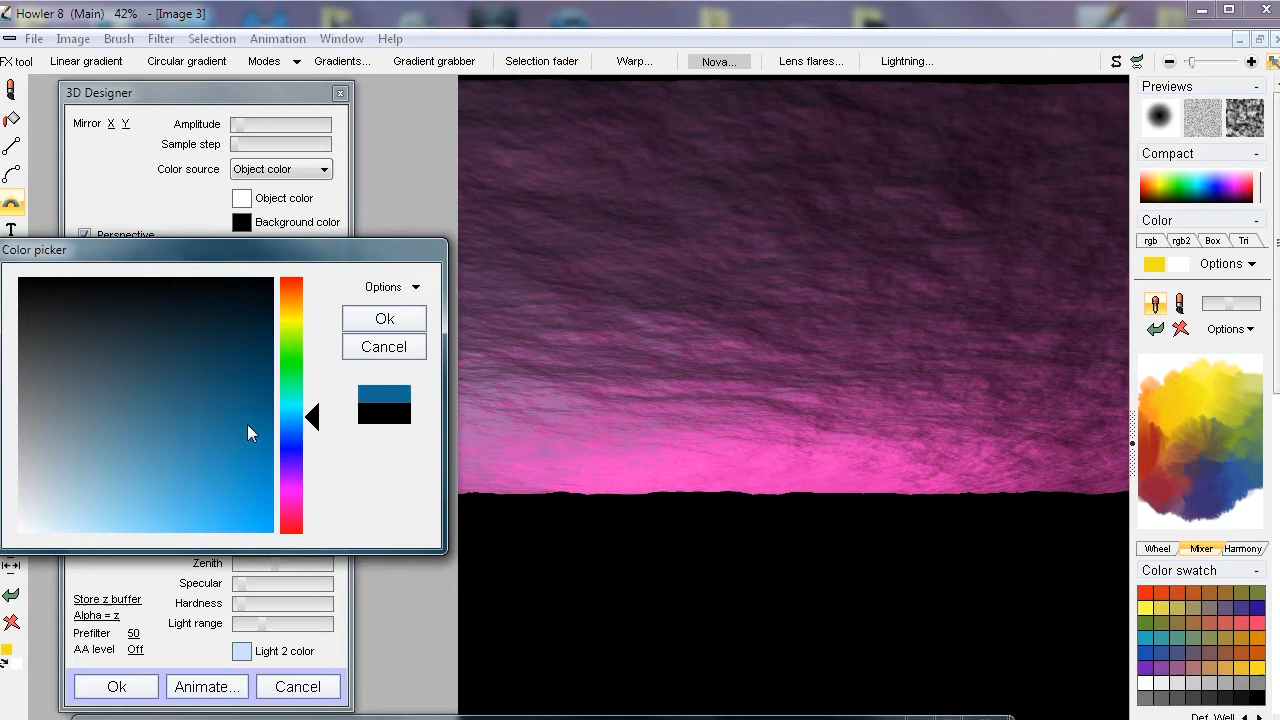 Howler 8 (Main) 42% - [Image 3]
File Image Brush Filter Selection Animation Window Help
FX tool Linear gradient Circular gradient Modes Gradients... Gradient grabber Selection fade Warp... Nova... Lens flares... Lightning...
3D Designer
Mirror X Y Amplitude
Sample step
Color source Object color
Object color
Background color
Perspective
Color picker
Options
Ok
Cancel
Zenith
Specular
Hardness
Light range
Store z buffer
Alpha = z
Prefilter 50
AA level Off
Light 2 color
Ok Animate... Cancel
Previews -
Compact -
Color -
rgb rgb2 Box Tri
Options
Options
Wheel Mixer Harmony
Color swatch -
Def. Well